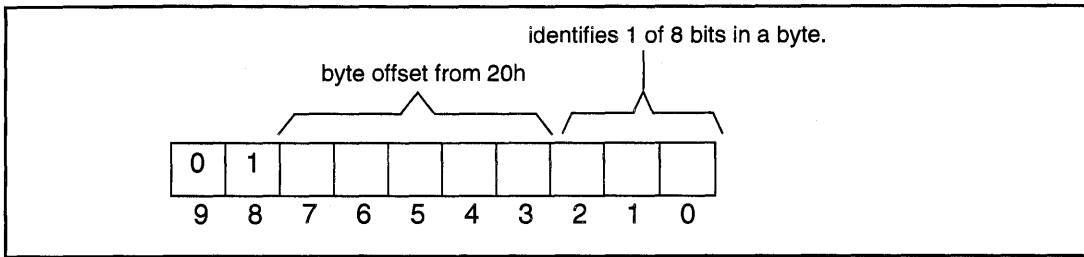 identifies 1 of 8 bits in a byte.
byte offset from 20h
0 1
9 8 7 6 5 4 3 2 1 0